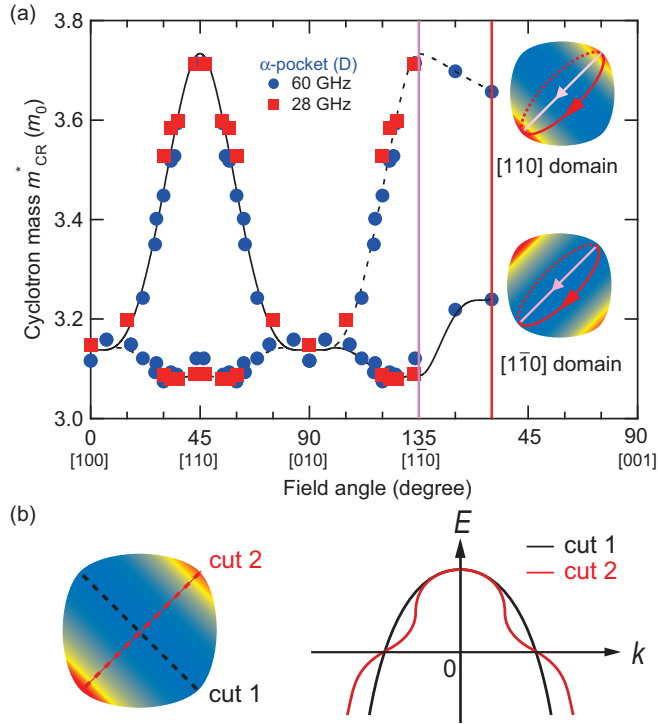 (a)
3.8
3.6
3.4
3.2
3.0
Cyclotron mass m*CR (m0)
α-pocket (D)
60 GHz
28 GHz
[110] domain
[11̄0] domain
0 45 90 135 45 90
[100] [110] [010] [11̄0] [001]
Field angle (degree)
(b)
cut 2
cut 1
E
cut 1
cut 2
0
k